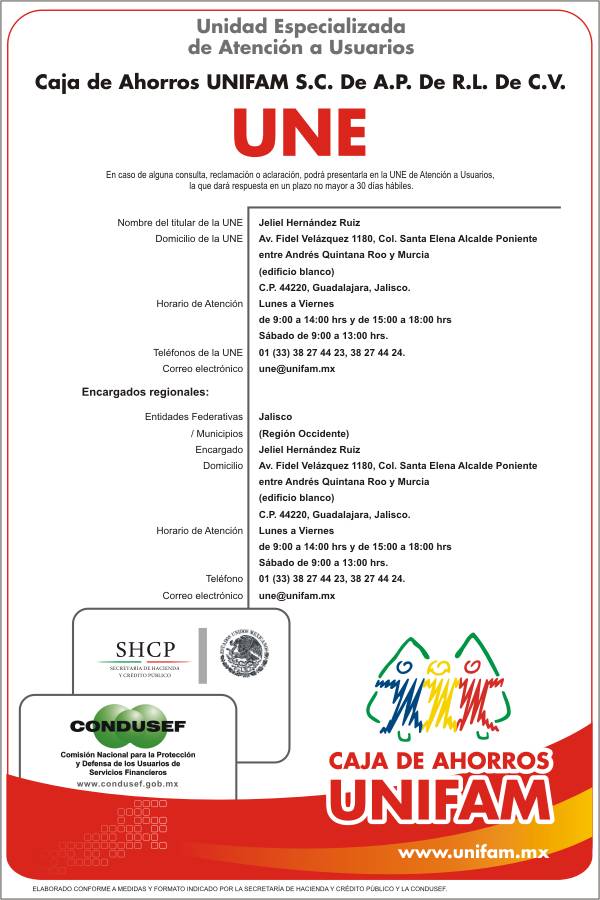 Unidad Especializada
de Atención a Usuarios
Caja de Ahorros UNIFAM S.C. De A.P. De R.L. De C.V.
UNE
En caso de alguna consulta, reclamación o aclaración, podrá presentarla en la UNE de Atención a Usuarios,
la que dará respuesta en un plazo no mayor a 30 días hábiles.
Nombre del titular de la UNE Jeliel Hernández Ruiz
Domicilio de la UNE Av. Fidel Velázquez 1180, Col. Santa Elena Alcalde Poniente
entre Andrés Quintana Roo y Murcia
(edificio blanco)
C.P. 44220, Guadalajara, Jalisco.
Horario de Atención Lunes a Viernes
de 9:00 a 14:00 hrs y de 15:00 a 18:00 hrs
Sábado de 9:00 a 13:00 hrs.
Teléfonos de la UNE 01 (33) 38 27 44 23, 38 27 44 24.
Correo electrónico une@unifam.mx
Encargados regionales:
Entidades Federativas Jalisco
/ Municipios (Región Occidente)
Encargado Jeliel Hernández Ruiz
Domicilio Av. Fidel Velázquez 1180, Col. Santa Elena Alcalde Poniente
entre Andrés Quintana Roo y Murcia
(edificio blanco)
C.P. 44220, Guadalajara, Jalisco.
Horario de Atención Lunes a Viernes
de 9:00 a 14:00 hrs y de 15:00 a 18:00 hrs
Sábado de 9:00 a 13:00 hrs.
Teléfono 01 (33) 38 27 44 23, 38 27 44 24.
Correo electrónico une@unifam.mx
SHCP
SECRETARÍA DE HACIENDA
Y CRÉDITO PÚBLICO
ESTADOS UNIDOS MEXICANOS
CONDUSEF
Comisión Nacional para la Protección
y Defensa de los Usuarios de
Servicios Financieros
www.condusef.gob.mx
CAJA DE AHORROS
UNIFAM
www.unifam.mx
ELABORADO CONFORME A MEDIDAS Y FORMATO INDICADO POR LA SECRETARÍA DE HACIENDA Y CRÉDITO PÚBLICO Y LA CONDUSEF.